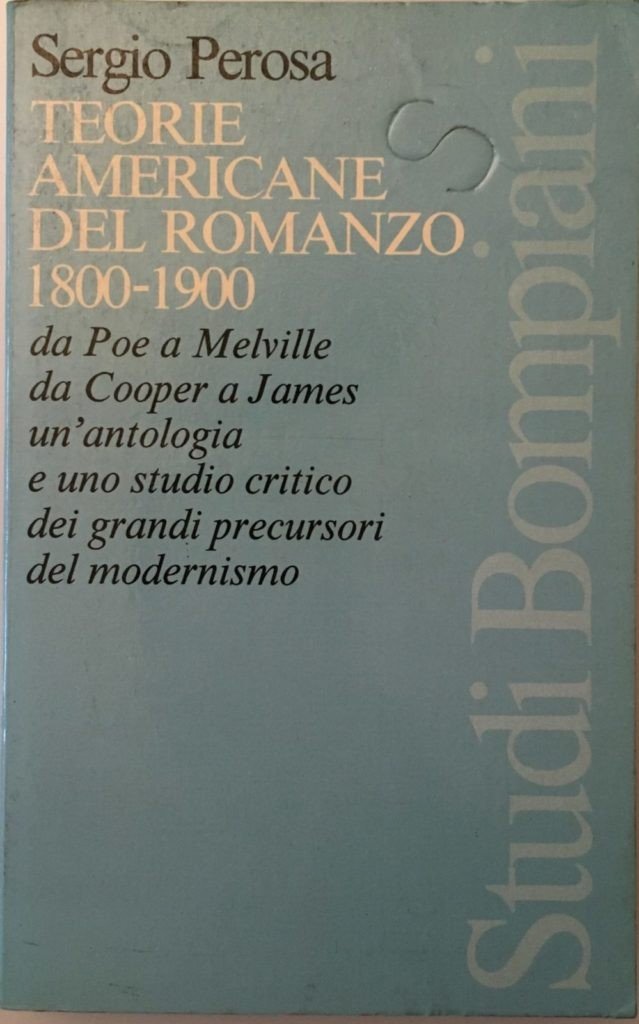 Sergio Perosa
TEORIE
AMERICANE
DEL ROMANZO
1800-1900
da Poe a Melville
da Cooper a James
un'antologia
e uno studio critico
dei grandi precursori
del modernismo
S
Studi Bompiani